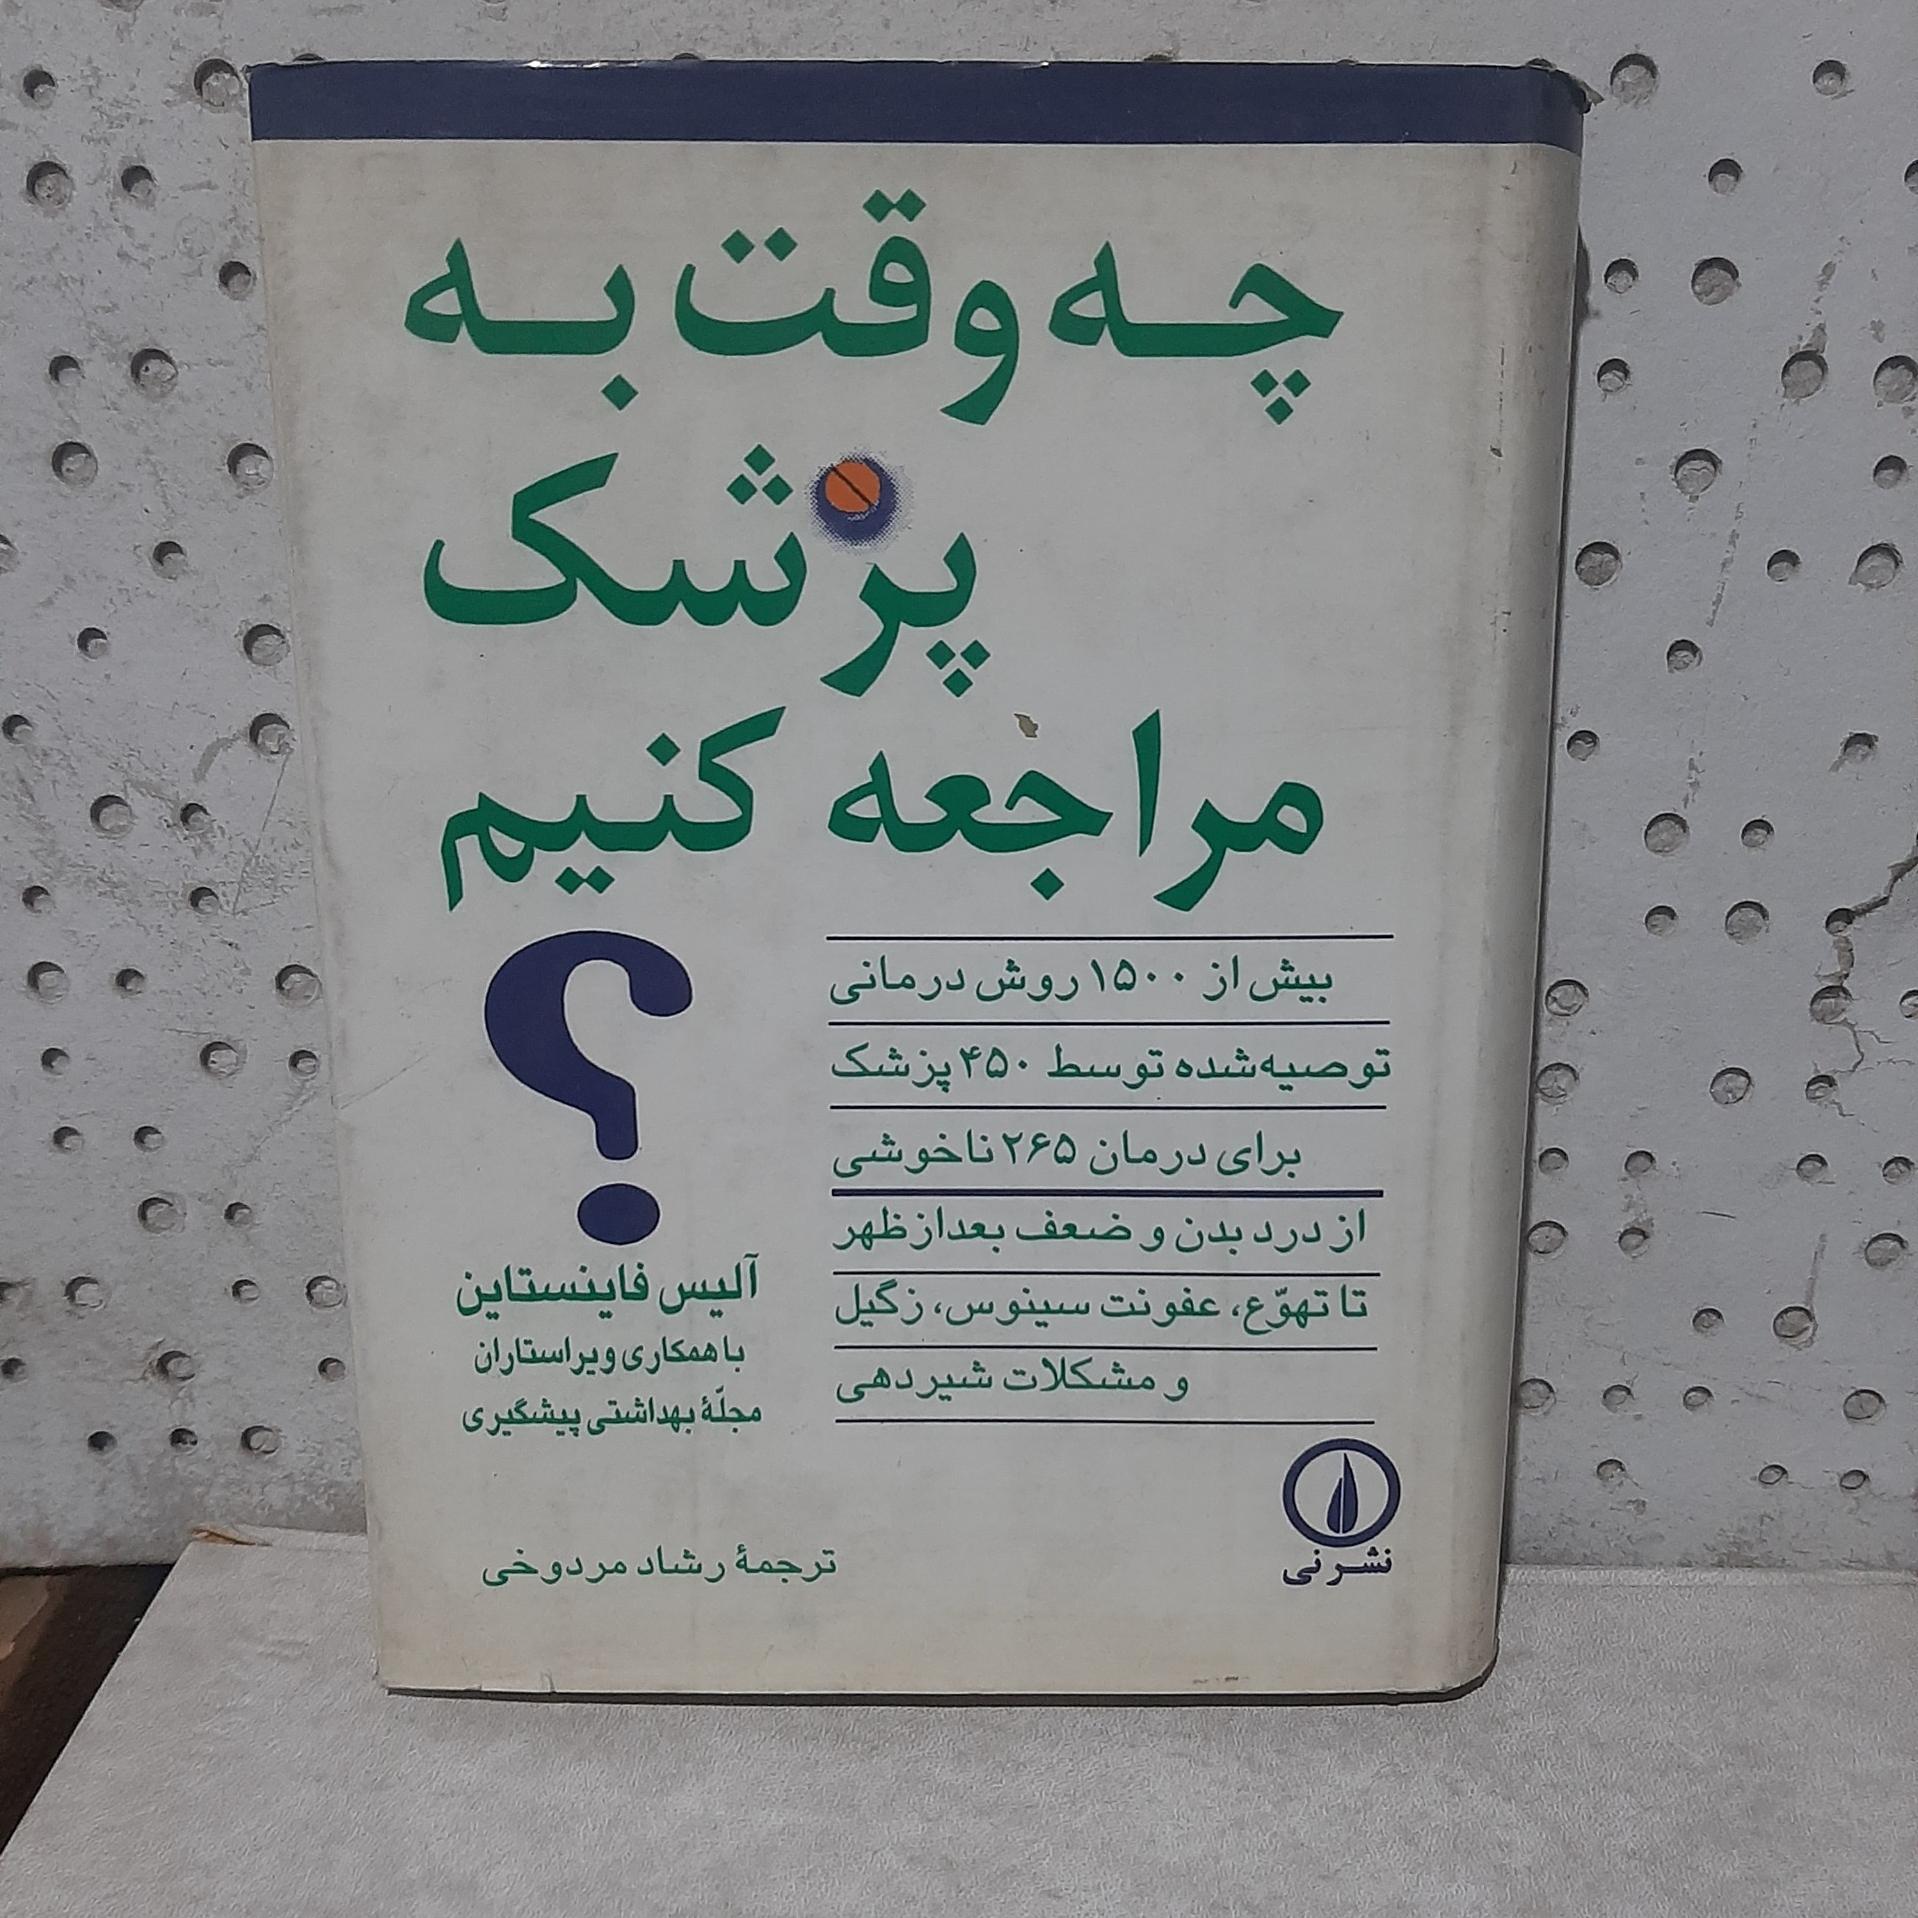 چه وقت به
پزشک
مراجعه کنیم
؟
بیش از ۱۵۰۰ روش درمانی
توصیه‌شده توسط ۴۵۰ پزشک
برای درمان ۲۶۵ ناخوشی
از درد بدن و ضعف بعدازظهر
تا تهوّع، عفونت سینوس، زگیل
و مشکلات شیردهی
آلیس فاینستاین
با همکاری ویراستاران
مجلّهٔ بهداشتی پیشگیری
ترجمهٔ رشاد مردوخی
نشر نی